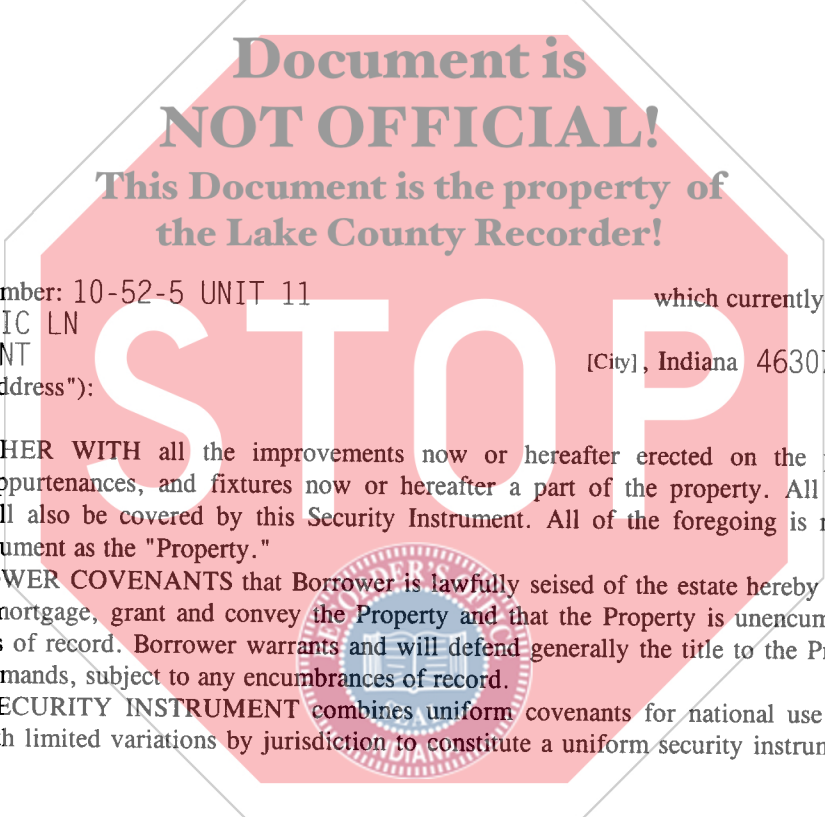 Document is
NOT OFFICIAL!
This Document is the property of
the Lake County Recorder!
mber: 10-52-5 UNIT 11 which currently
IC LN
NT [City], Indiana 46307
ddress"):
STOP
HER WITH all the improvements now or hereafter erected on the
ppurtenances, and fixtures now or hereafter a part of the property. All
ll also be covered by this Security Instrument. All of the foregoing is
ument as the "Property."
WER COVENANTS that Borrower is lawfully seised of the estate hereby
mortgage, grant and convey the Property and that the Property is unencum
s of record. Borrower warrants and will defend generally the title to the Pr
mands, subject to any encumbrances of record.
ECURITY INSTRUMENT combines uniform covenants for national use
h limited variations by jurisdiction to constitute a uniform security instrum
RECORDER'S OFFICE
SEAL
INDIANA